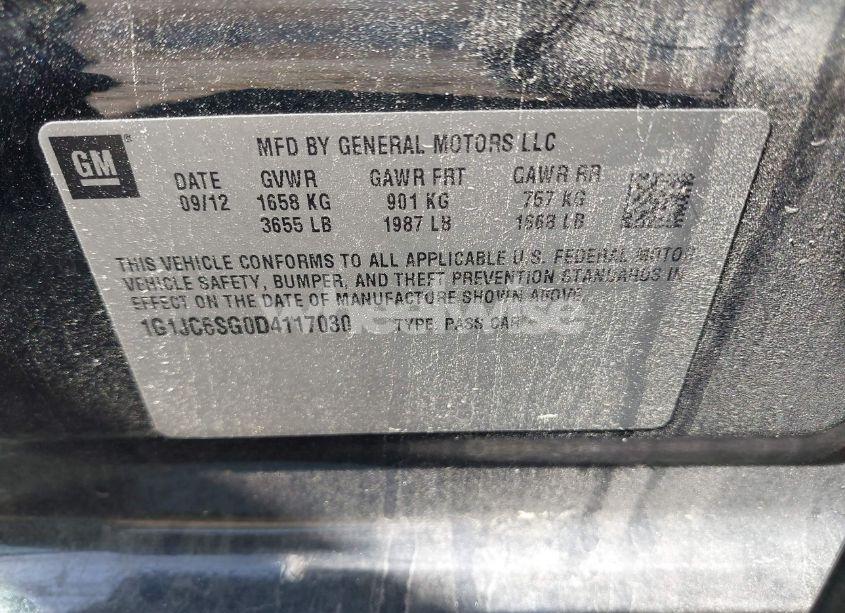 GM
MFD BY GENERAL MOTORS LLC
DATE GVWR GAWR FRT GAWR RR
09/12 1658 KG 901 KG 757 KG
3655 LB 1987 LB 1668 LB
THIS VEHICLE CONFORMS TO ALL APPLICABLE U.S. FEDERAL MOTOR
VEHICLE SAFETY, BUMPER, AND THEFT PREVENTION STANDARDS IN
EFFECT ON THE DATE OF MANUFACTURE SHOWN ABOVE.
1G1JC6SG0D4117030 TYPE: PASS CAR